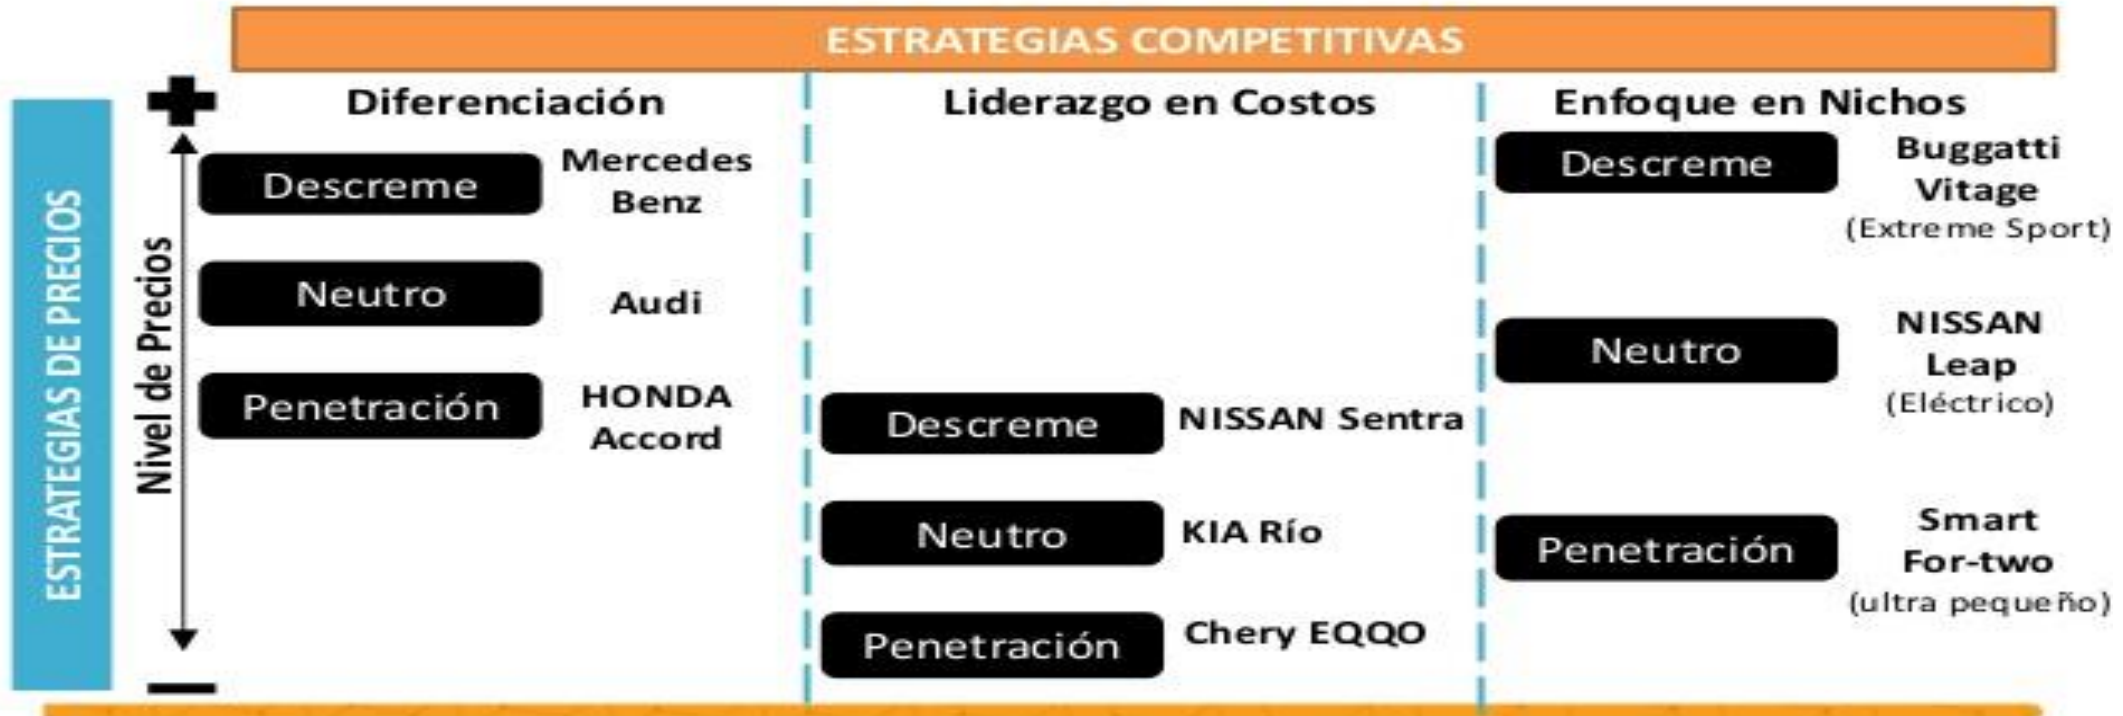 ESTRATEGIAS COMPETITIVAS
ESTRATEGIAS DE PRECIOS
Nivel de Precios
Diferenciación
Descreme
Mercedes
Benz
Neutro
Audi
Penetración
HONDA
Accord
Liderazgo en Costos
Descreme
NISSAN Sentra
Neutro
KIA Río
Penetración
Chery EQQO
Enfoque en Nichos
Descreme
Buggatti
Vitage
(Extreme Sport)
Neutro
NISSAN
Leap
(Eléctrico)
Penetración
Smart
For-two
(ultra pequeño)